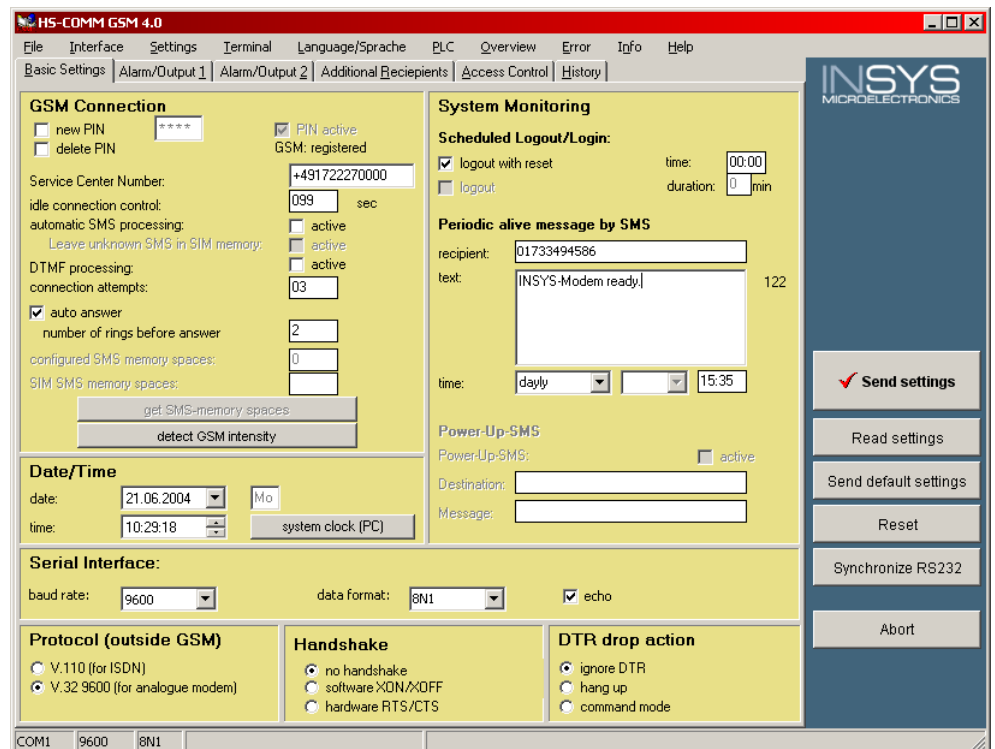 HS-COMM GSM 4.0
File Interface Settings Terminal Language/Sprache PLC Overview Error Info Help
Basic Settings Alarm/Output 1 Alarm/Output 2 Additional Reciepients Access Control History
INSYS
MICROELECTRONICS
GSM Connection
new PIN **** PIN active
delete PIN GSM: registered
Service Center Number: +491722270000
idle connection control: 099 sec
automatic SMS processing: active
Leave unknown SMS in SIM memory: active
DTMF processing: active
connection attempts: 03
auto answer
number of rings before answer 2
configured SMS memory spaces: 0
SIM SMS memory spaces:
get SMS-memory spaces
detect GSM intensity
System Monitoring
Scheduled Logout/Login:
logout with reset time: 00:00
logout duration: 0 min
Periodic alive message by SMS
recipient: 01733494586
text: INSYS-Modem ready. 122
time: dayly 15:35
Power-Up-SMS
Power-Up-SMS: active
Destination:
Message:
Date/Time
date: 21.06.2004 Mo
time: 10:29:18 system clock (PC)
Serial Interface:
baud rate: 9600 data format: 8N1 echo
Protocol (outside GSM)
V.110 (for ISDN)
V.32 9600 (for analogue modem)
Handshake
no handshake
software XON/XOFF
hardware RTS/CTS
DTR drop action
ignore DTR
hang up
command mode
Send settings
Read settings
Send default settings
Reset
Synchronize RS232
Abort
COM1 9600 8N1